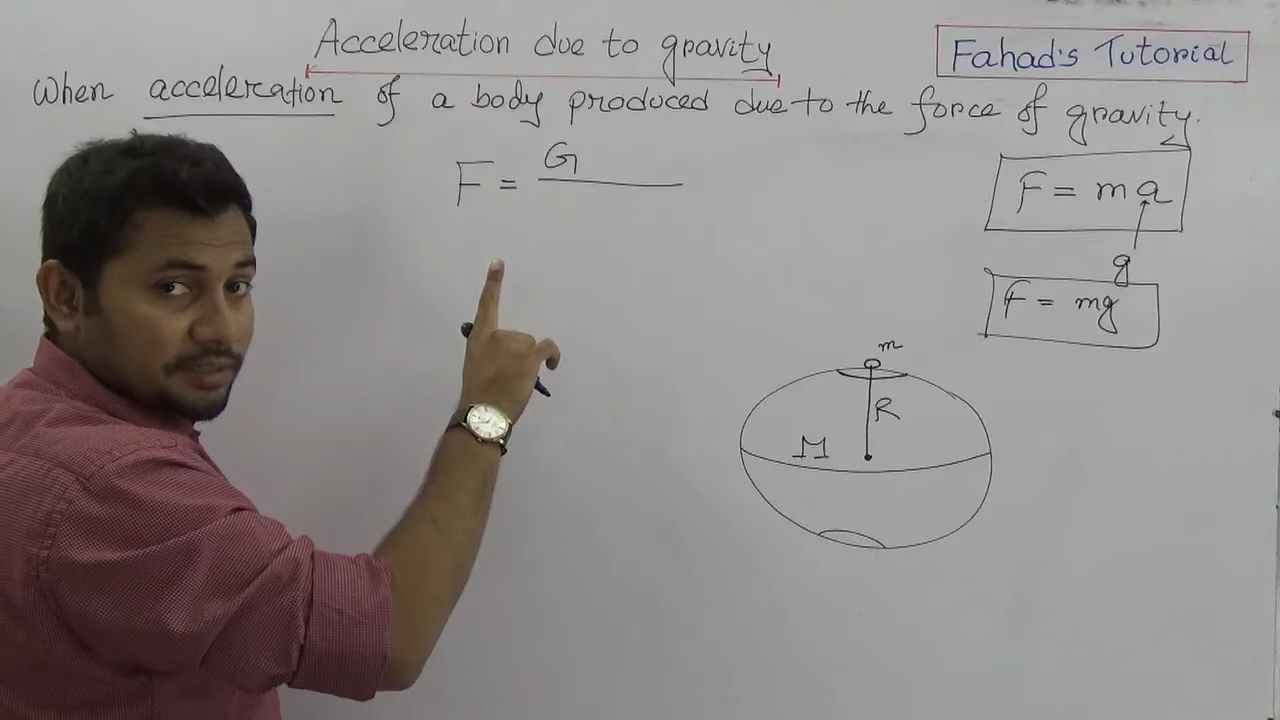 Acceleration due to gravity
Fahad's Tutorial
When acceleration of a body produced due to the force of gravity.
F = G
F = ma
g
F = mg
m
R
M